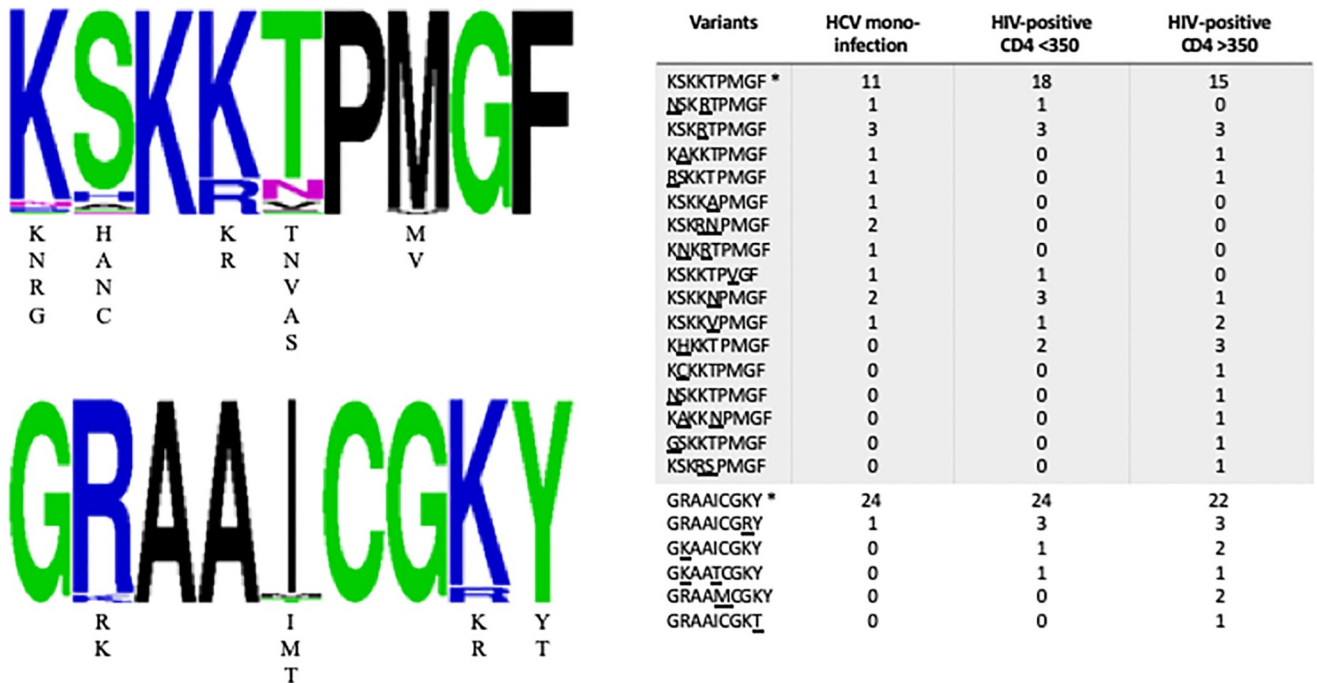 KSKKTPMGF
K H K T M
N A R N V
R N V
G C A
S
GRAAICGKY
R I K Y
K M R T
T
Variants HCV mono-infection HIV-positive CD4 <350 HIV-positive CD4 >350
KSKKTPMGF * 11 18 15
NSKRTPMGF 1 1 0
KSKRTPMGF 3 3 3
KAKKTPMGF 1 0 1
RSKKTPMGF 1 0 1
KSKKAPMGF 1 0 0
KSKRNPMGF 2 0 0
KNKRTPMGF 1 0 0
KSKKTPVGF 1 1 0
KSKKNPMGF 2 3 1
KSKKVPMGF 1 1 2
KHKKTPMGF 0 2 3
KCKKTPMGF 0 0 1
NSKKTPMGF 0 0 1
KAKKNPMGF 0 0 1
GSKKTPMGF 0 0 1
KSKRSPMGF 0 0 1
GRAAICGKY * 24 24 22
GRAAICGRY 1 3 3
GKAAICGKY 0 1 2
GKAATCGKY 0 1 1
GRAAMCGKY 0 0 2
GRAAICGKT 0 0 1